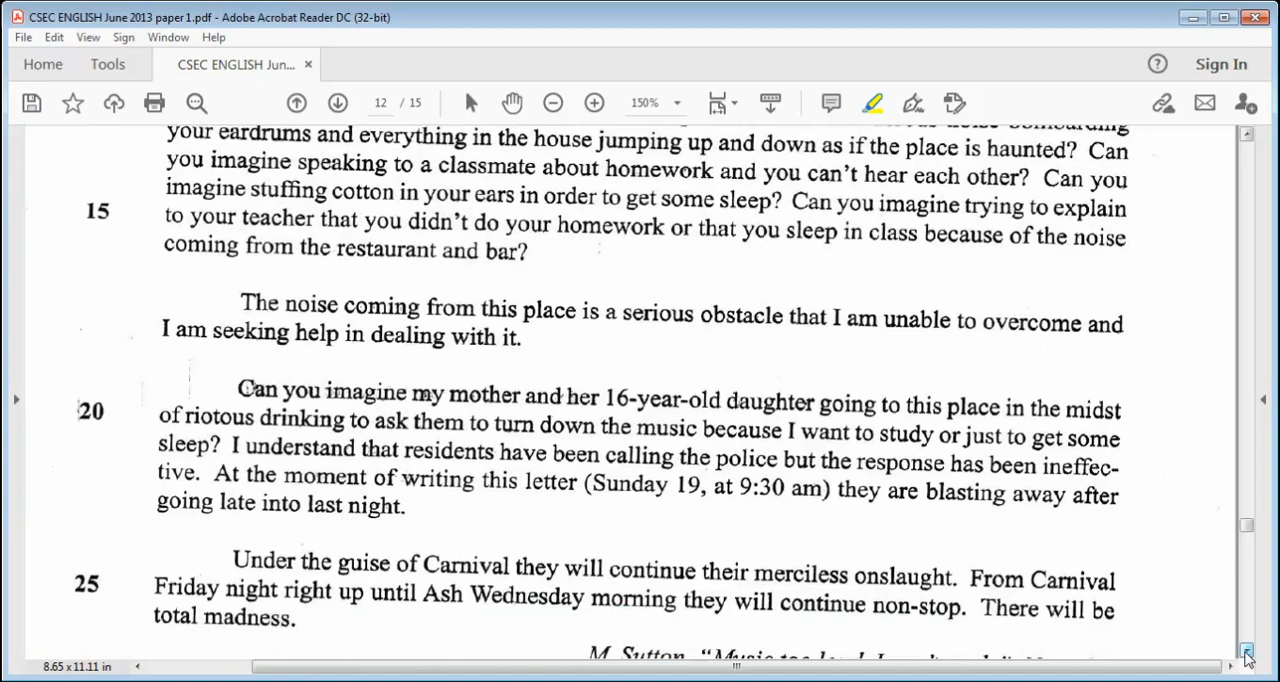 CSEC ENGLISH June 2013 paper 1.pdf - Adobe Acrobat Reader DC (32-bit)
File Edit View Sign Window Help
Home Tools CSEC ENGLISH Jun... × Sign In
12 / 15 150%
your eardrums and everything in the house jumping up and down as if the place is haunted? Can
you imagine speaking to a classmate about homework and you can't hear each other? Can you
imagine stuffing cotton in your ears in order to get some sleep? Can you imagine trying to explain
15 to your teacher that you didn't do your homework or that you sleep in class because of the noise
coming from the restaurant and bar?
The noise coming from this place is a serious obstacle that I am unable to overcome and
I am seeking help in dealing with it.
Can you imagine my mother and her 16-year-old daughter going to this place in the midst
20 of riotous drinking to ask them to turn down the music because I want to study or just to get some
sleep? I understand that residents have been calling the police but the response has been ineffec-
tive. At the moment of writing this letter (Sunday 19, at 9:30 am) they are blasting away after
going late into last night.
Under the guise of Carnival they will continue their merciless onslaught. From Carnival
25 Friday night right up until Ash Wednesday morning they will continue non-stop. There will be
total madness.
M. Sutton, "Music too loud,
8.65 x 11.11 in